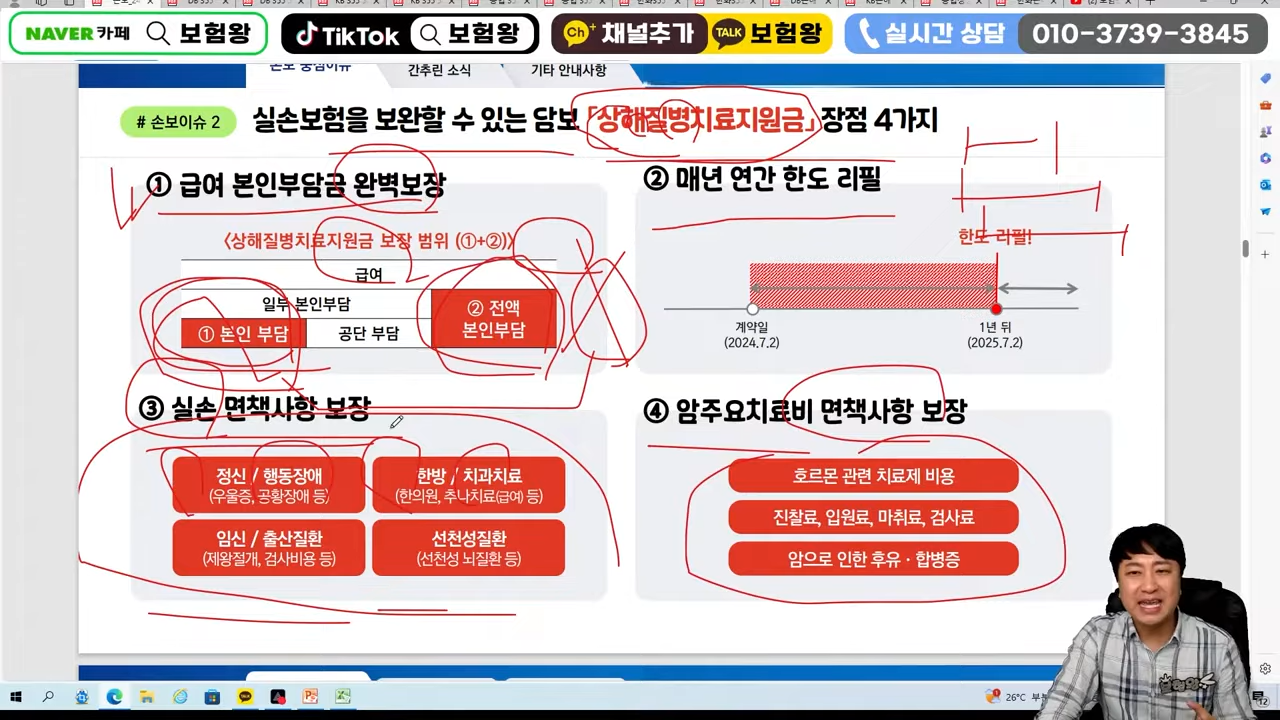 NAVER 카페 보험왕
TikTok 보험왕
Ch+ 채널추가 TALK 보험왕
실시간 상담 010-3739-3845
손보 중심이슈
간추린 소식
기타 안내사항
# 손보이슈 2
실손보험을 보완할 수 있는 담보 「상해질병치료지원금」 장점 4가지
① 급여 본인부담금 완벽보장
<상해질병치료지원금 보장 범위 (①+②)>
급여
일부 본인부담
② 전액
본인부담
① 본인 부담
공단 부담
② 매년 연간 한도 리필
한도 리필!
계약일
(2024.7.2)
1년 뒤
(2025.7.2)
③ 실손 면책사항 보장
정신 / 행동장애
(우울증, 공황장애 등)
한방 / 치과치료
(한의원, 추나치료(급여) 등)
임신 / 출산질환
(제왕절개, 검사비용 등)
선천성질환
(선천성 뇌질환 등)
④ 암주요치료비 면책사항 보장
호르몬 관련 치료제 비용
진찰료, 입원료, 마취료, 검사료
암으로 인한 후유 · 합병증
26°C